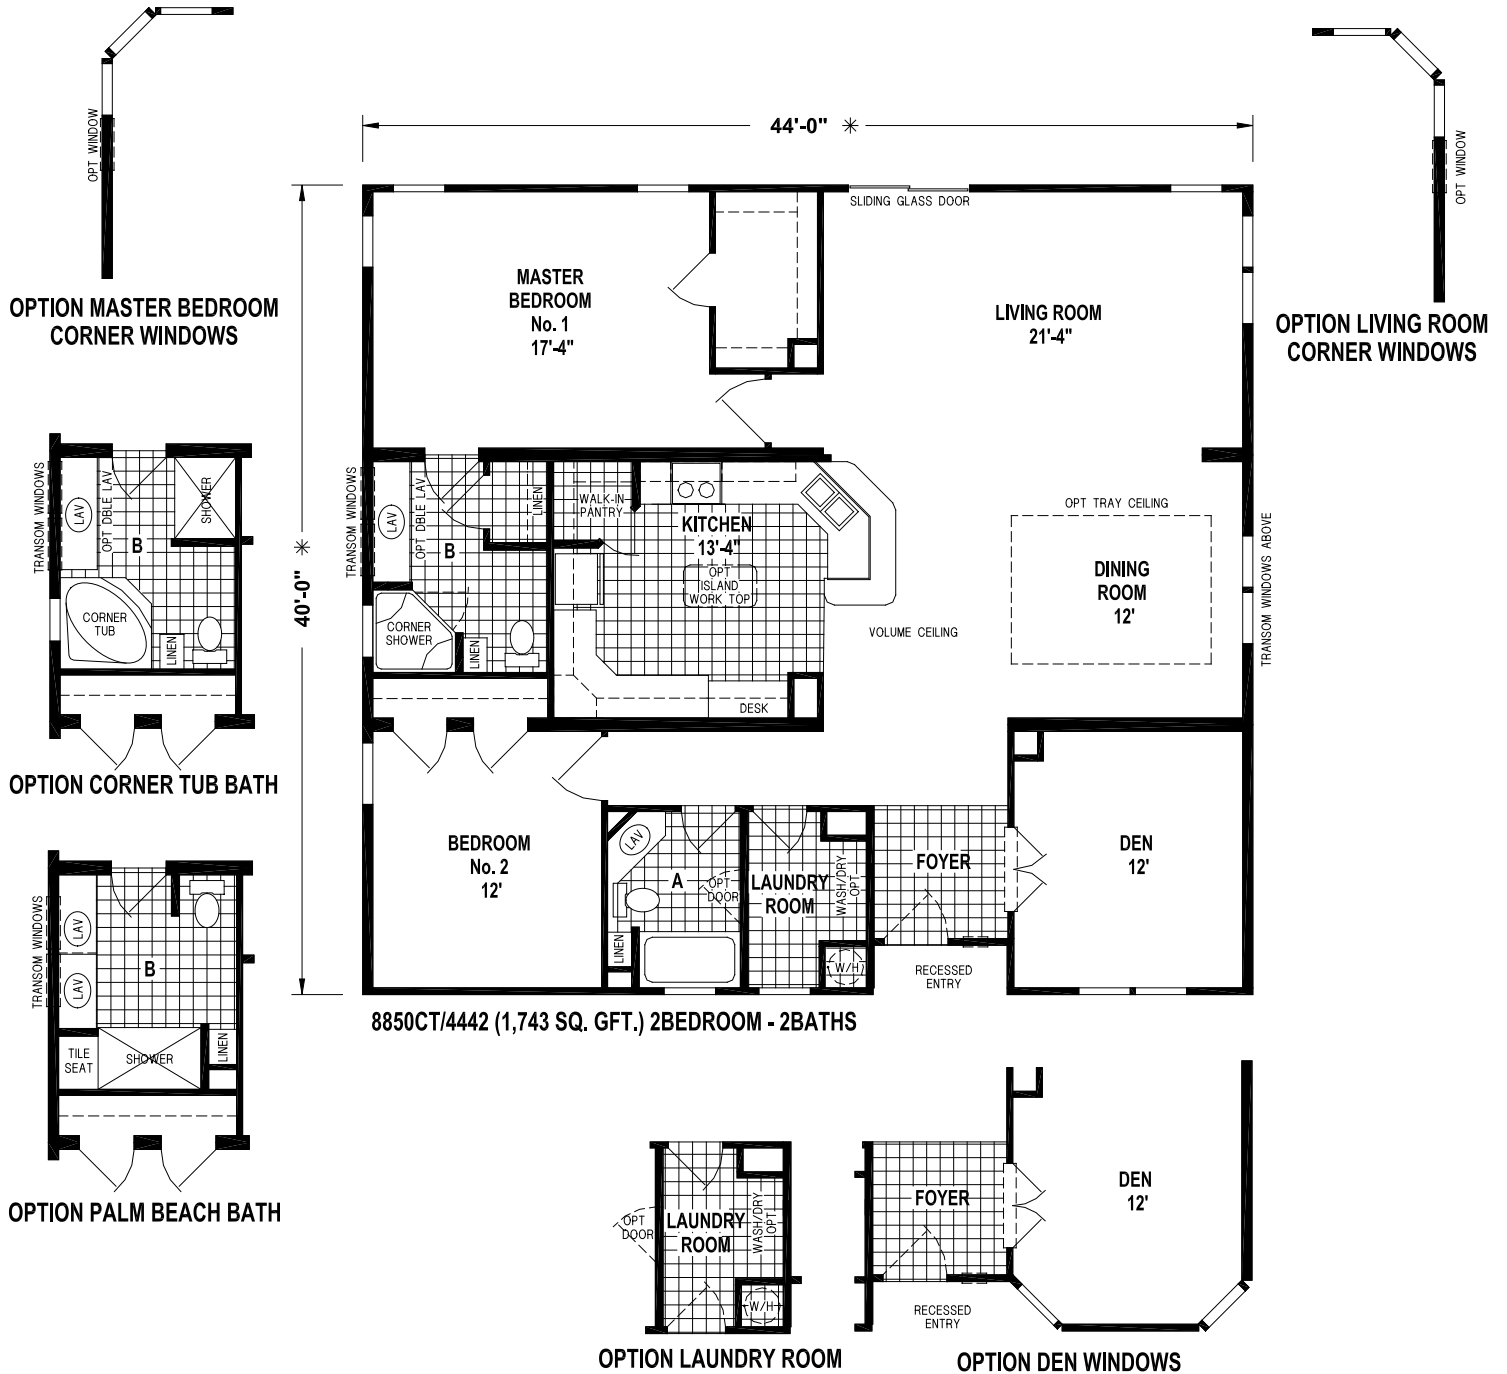 44'-0" ✳
SLIDING GLASS DOOR
OPT WINDOW
OPTION MASTER BEDROOM
CORNER WINDOWS
OPT WINDOW
OPTION LIVING ROOM
CORNER WINDOWS
MASTER
BEDROOM
No. 1
17'-4"
LIVING ROOM
21'-4"
40'-0" ✳
TRANSOM WINDOWS
LAV
OPT DBLE LAV
B
SHOWER
CORNER
TUB
LINEN
OPTION CORNER TUB BATH
TRANSOM WINDOWS
LAV
OPT DBLE LAV
B
LINEN
CORNER
SHOWER
LINEN
WALK-IN
PANTRY
KITCHEN
13'-4"
OPT
ISLAND
WORK TOP
DESK
VOLUME CEILING
OPT TRAY CEILING
DINING
ROOM
12'
TRANSOM WINDOWS ABOVE
BEDROOM
No. 2
12'
LAV
A
OPT
DOOR
LINEN
LAUNDRY
ROOM
WASH/DRY
OPT
W/H
FOYER
RECESSED
ENTRY
DEN
12'
8850CT/4442 (1,743 SQ. GFT.) 2BEDROOM - 2BATHS
TRANSOM WINDOWS
LAV
LAV
B
TILE
SEAT
SHOWER
LINEN
OPTION PALM BEACH BATH
OPT
DOOR
LAUNDRY
ROOM
WASH/DRY
OPT
W/H
OPTION LAUNDRY ROOM
FOYER
RECESSED
ENTRY
DEN
12'
OPTION DEN WINDOWS